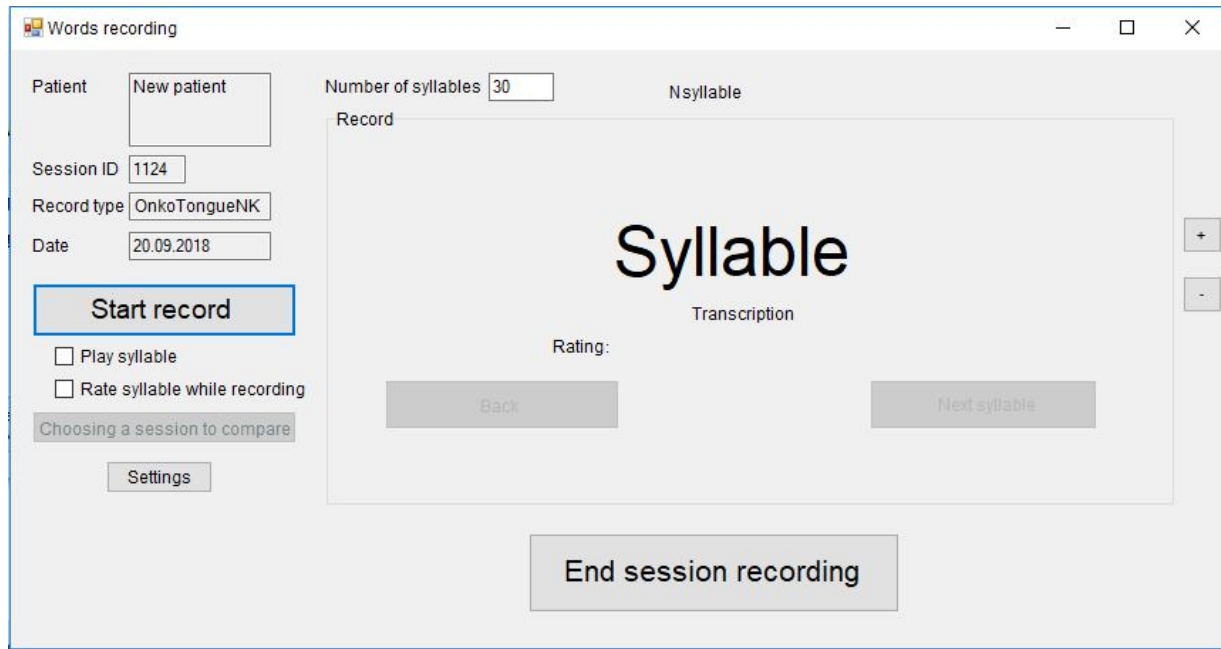 Words recording
Patient New patient
Number of syllables 30
Nsyllable
Record
Session ID 1124
Record type OnkoTongueNK
Date 20.09.2018
Syllable
+
Start record
-
Transcription
Rating:
Play syllable
Rate syllable while recording
Back
Next syllable
Choosing a session to compare
Settings
End session recording